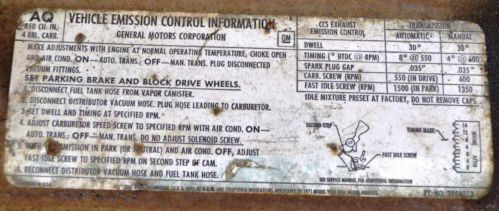 AQ
350 CU. IN.
4 BBL. CARB.
VEHICLE EMISSION CONTROL INFORMATION
GENERAL MOTORS CORPORATION
GM
MAKE ADJUSTMENTS WITH ENGINE AT NORMAL OPERATING TEMPERATURE, CHOKE OPEN
AND AIR COND. ON—AUTO. TRANS.; OFF—MAN. TRANS. PLUG DISCONNECTED
VACUUM FITTINGS.
SET PARKING BRAKE AND BLOCK DRIVE WHEELS.
1. DISCONNECT FUEL TANK HOSE FROM VAPOR CANISTER.
2. DISCONNECT DISTRIBUTOR VACUUM HOSE. PLUG HOSE LEADING TO CARBURETOR.
3. SET DWELL AND TIMING AT SPECIFIED RPM.
4. ADJUST CARBURETOR SPEED SCREW TO SPECIFIED RPM WITH AIR COND. ON—
AUTO. TRANS.; OFF—MAN. TRANS. DO NO ADJUST SOLENOID SCREW.
5. WITH TRANSMISSION IN PARK (OR NEUTRAL) AND AIR COND. OFF, ADJUST
FAST IDLE SCREW TO SPECIFIED RPM ON SECOND STEP OF CAM.
6. RECONNECT DISTRIBUTOR VACUUM HOSE AND FUEL TANK HOSE.
CCS EXHAUST
EMISSION CONTROL
TRANSMISSION
AUTOMATIC MANUAL
DWELL 30° 30°
TIMING (° BTDC @ RPM) 8° @ 550 4° @ 600
SPARK PLUG GAP .035" .035"
CARB. SCREW (RPM) 550 (IN DRIVE) 600
FAST IDLE SCREW (RPM) 1500 (IN PARK) 1350
IDLE MIXTURE PRESET AT FACTORY, DO NOT REMOVE CAPS.
SECOND STEP
FAST IDLE SCREW
TIMING MARK
SEE SERVICE MANUAL FOR ADDITIONAL INFORMATION
PT. NO.